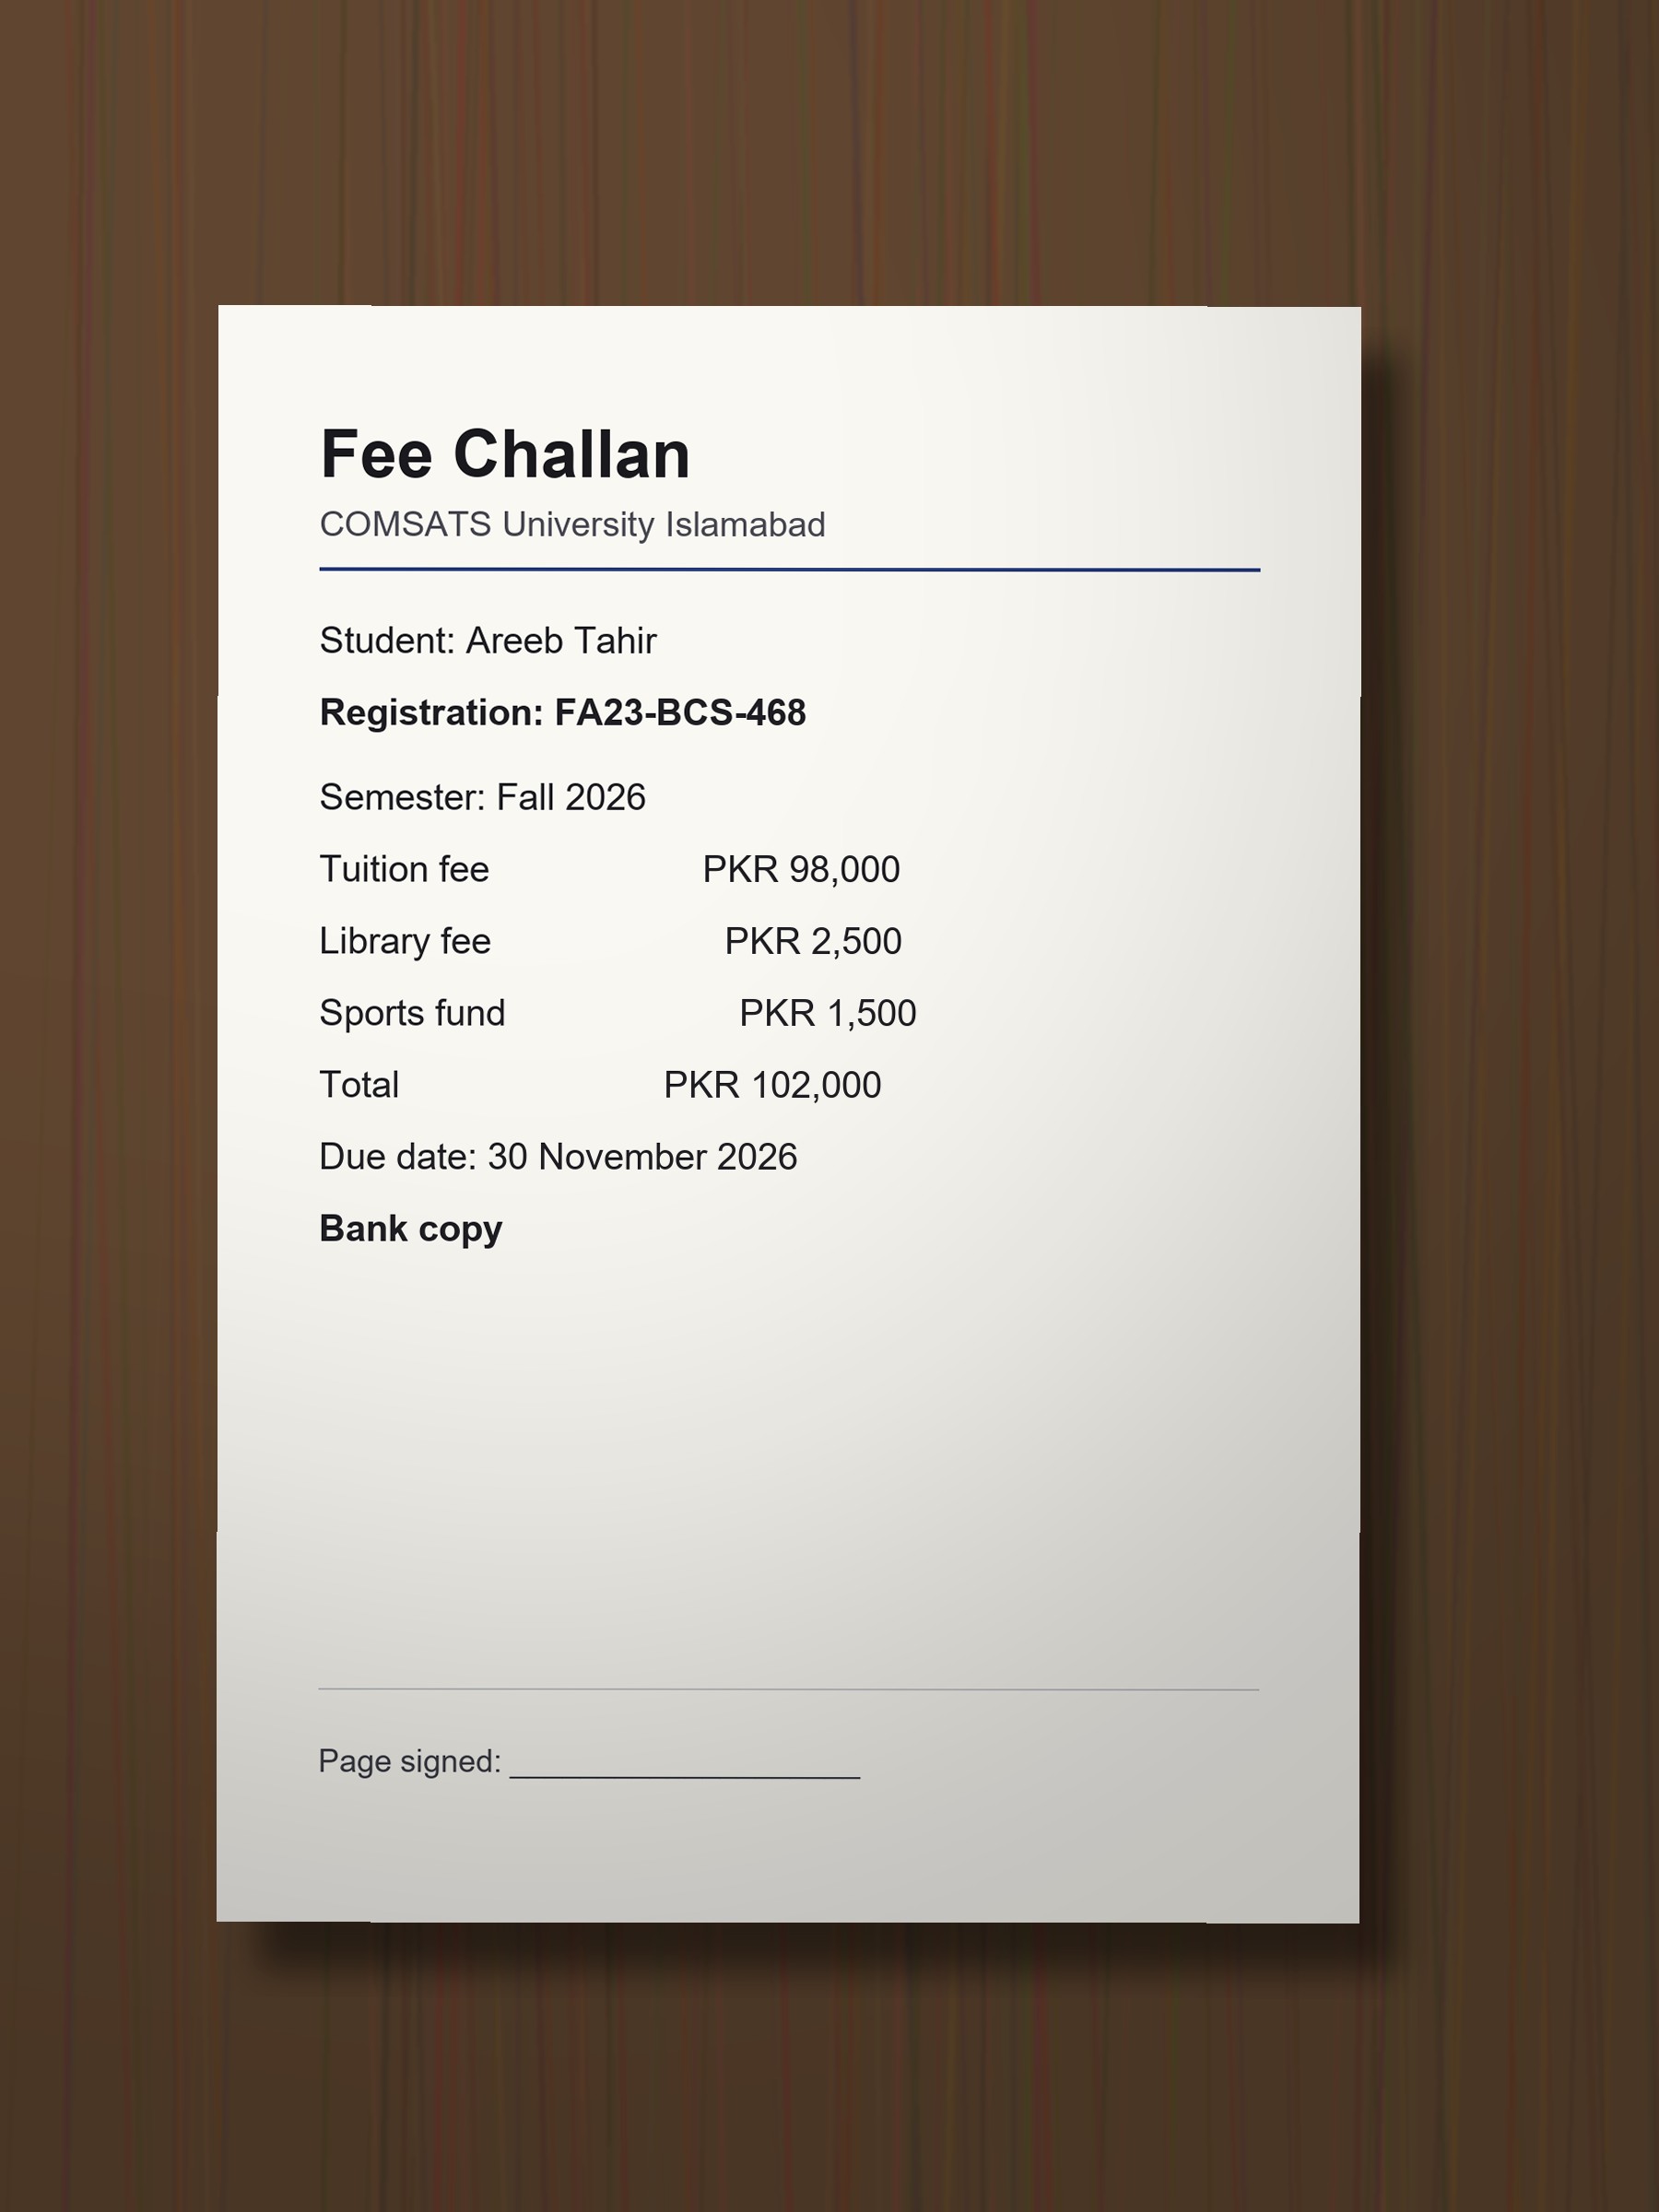 Fee Challan
COMSATS University Islamabad
Student: Areeb Tahir
Registration: FA23-BCS-468
Semester: Fall 2026
Tuition fee PKR 98,000
Library fee PKR 2,500
Sports fund PKR 1,500
Total PKR 102,000
Due date: 30 November 2026
Bank copy
Page signed: ____________________